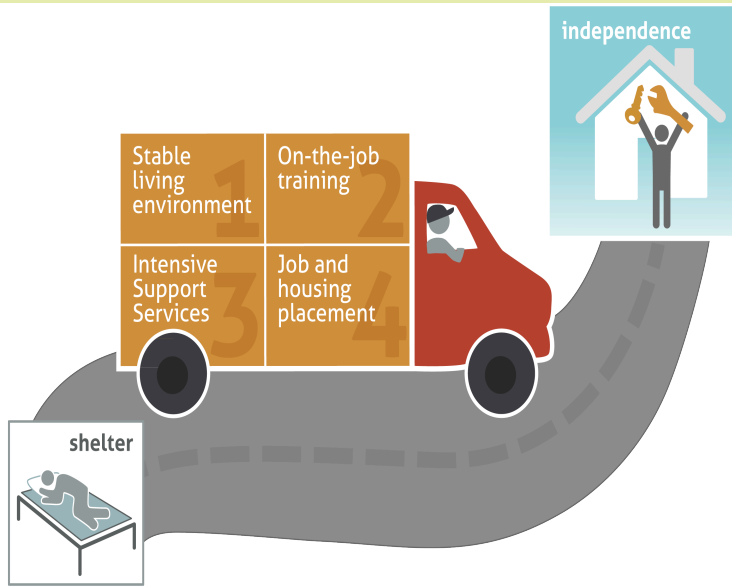 independence
Stable
living
environment
1
On-the-job
training
2
Intensive
Support
Services
3
Job and
housing
placement
4
shelter